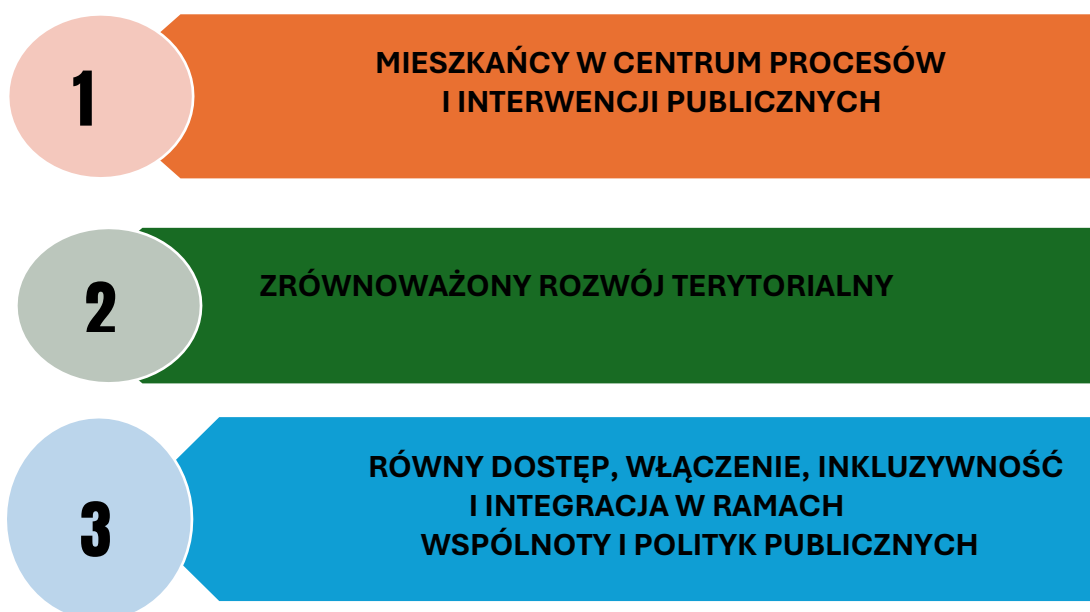 1
MIESZKAŃCY W CENTRUM PROCESÓW
I INTERWENCJI PUBLICZNYCH
2
ZRÓWNOWAŻONY ROZWÓJ TERYTORIALNY
3
RÓWNY DOSTĘP, WŁĄCZENIE, INKLUZYWNOŚĆ
I INTEGRACJA W RAMACH
WSPÓLNOTY I POLITYK PUBLICZNYCH